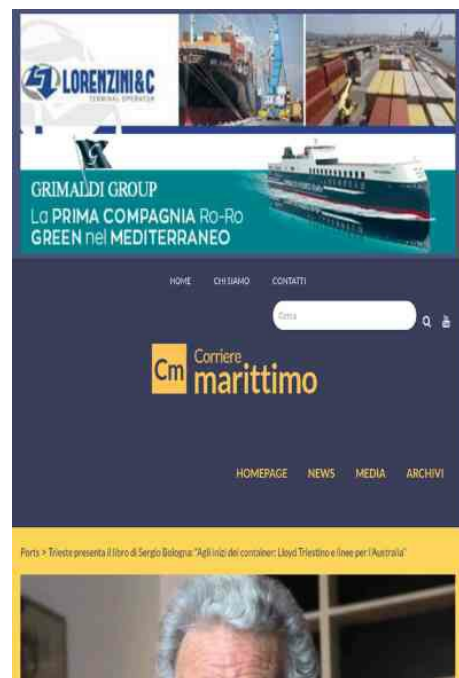 LORENZINI&C
TERMINAL OPERATOR
GRIMALDI GROUP
La PRIMA COMPAGNIA Ro-Ro
GREEN nel MEDITERRANEO
HOME CHI SIAMO CONTATTI
Cerca
Cm Corriere
marittimo
HOMEPAGE NEWS MEDIA ARCHIVI
Ports > Trieste presenta il libro di Sergio Bologna: "Agli inizi dei container: Lloyd Triestino e linee per l'Australia"